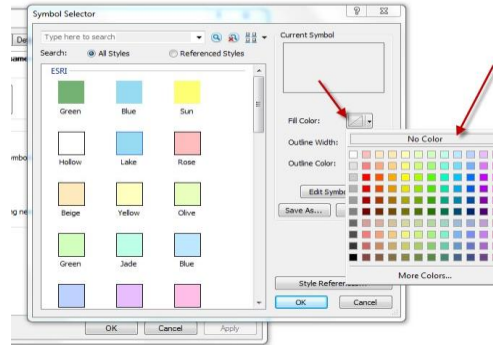 Symbol Selector
Type here to search
Search: All Styles Referenced Styles
ESRI
Green Blue Sun
Hollow Lake Rose
Beige Yellow Olive
Green Jade Blue
Current Symbol
Fill Color:
No Color
Outline Width:
Outline Color:
Edit Symb
Save As...
More Colors...
Style Refere
OK Cancel
OK Cancel Apply